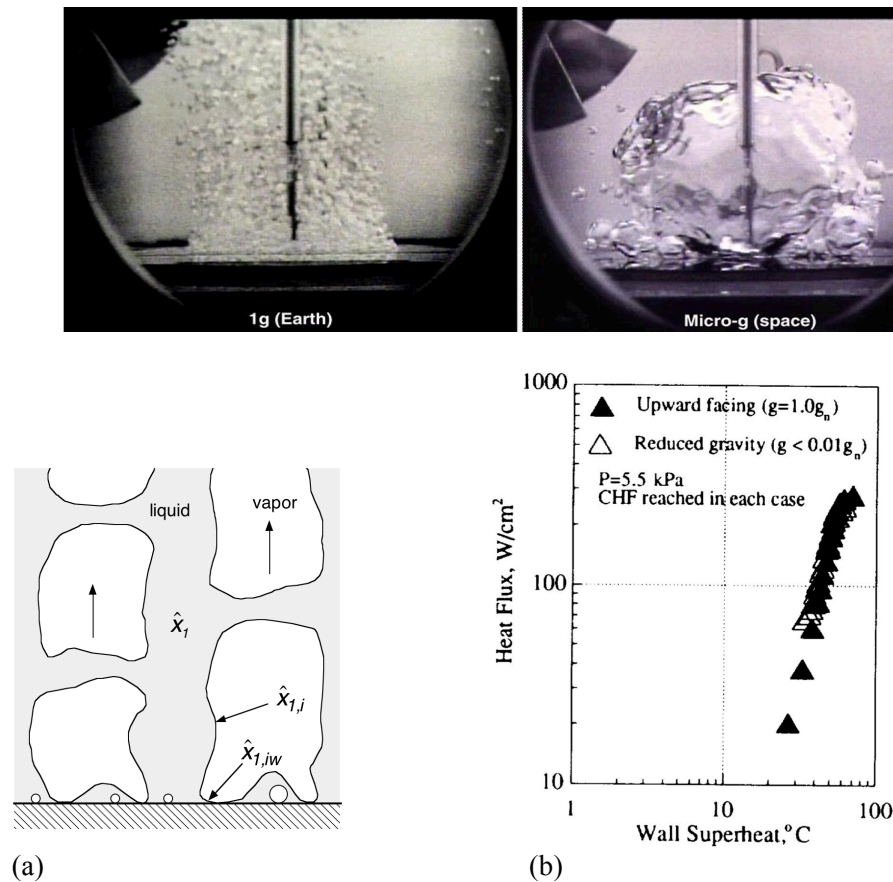 1g (Earth)
Micro-g (space)
liquid
vapor
x̂₁
x̂₁,ᵢ
x̂₁,ᵢw
(a)
1000
Upward facing (g=1.0gₙ)
Reduced gravity (g < 0.01gₙ)
P=5.5 kPa
CHF reached in each case
Heat Flux, W/cm²
100
10
1
10
100
Wall Superheat,°C
(b)